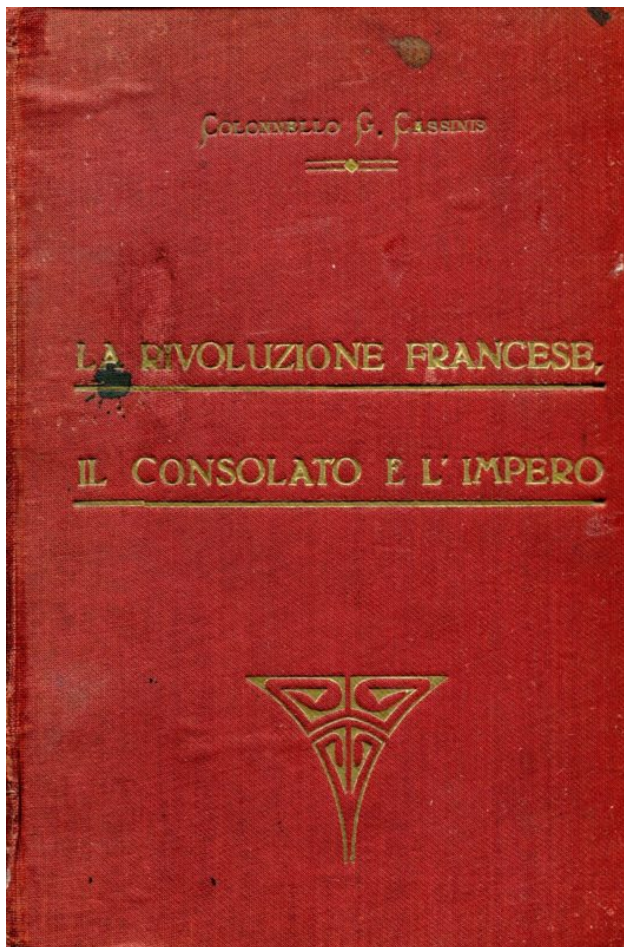 COLONNELLO G. CASSINIS
LA RIVOLUZIONE FRANCESE,
IL CONSOLATO E L' IMPERO